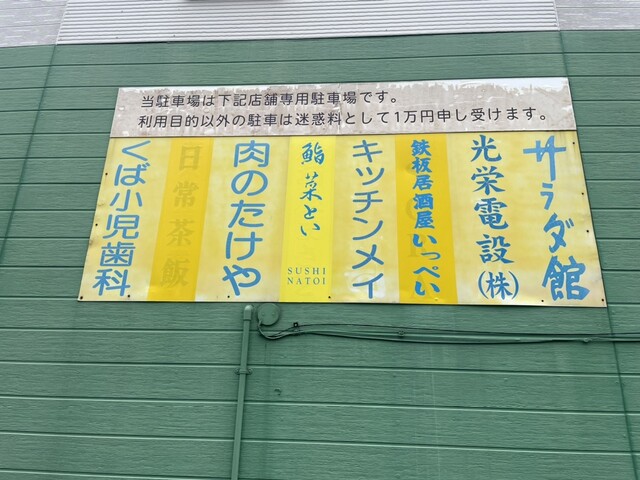 当駐車場は下記店舗専用駐車場です。
利用目的以外の駐車は迷惑料として1万円申し受けます。
サラダ館
光栄電設㈱
鉄板居酒屋いっぺい
キッチンメイ
鮨菜とい
SUSHI
NATOI
肉のたけや
日常茶飯
くば小児歯科